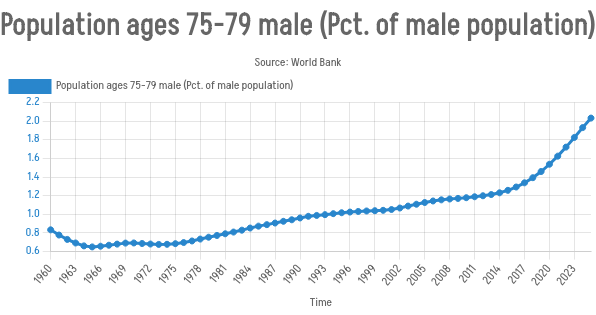 Population ages 75-79 male (Pct. of male population)
Source: World Bank
Population ages 75-79 male (Pct. of male population)
2.2
2.0
1.8
1.6
1.4
1.2
1.0
0.8
0.6
1960 1963 1966 1969 1972 1975 1978 1981 1984 1987 1990 1993 1996 1999 2002 2005 2008 2011 2014 2017 2020 2023
Time